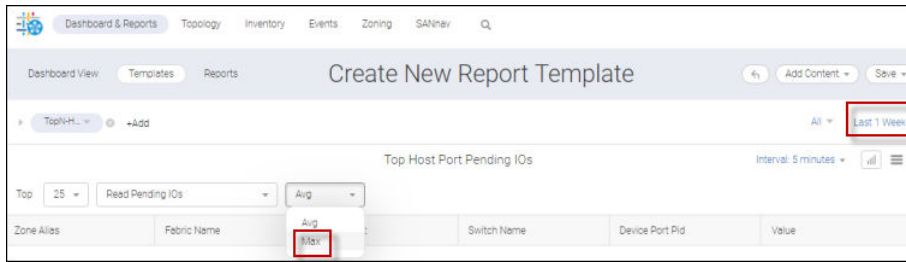 Dashboard & Reports Topology Inventory Events Zoning SANnav
Dashboard View Templates Reports Create New Report Template Add Content Save
TopN-H... +Add All Last 1 Week
Top Host Port Pending IOs Interval: 5 minutes
Top 25 Read Pending IOs Avg
Avg
Max
Zone Alias Fabric Name Switch Name Device Port Pid Value